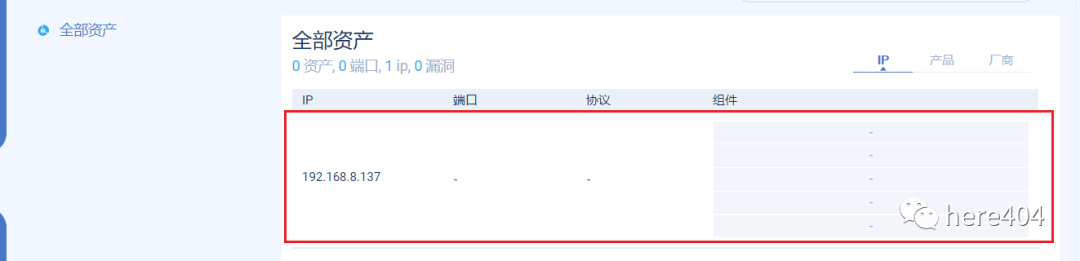 全部资产
全部资产
0 资产, 0 端口, 1 ip, 0 漏洞
IP 产品 厂商
IP 端口 协议 组件
-
-
192.168.8.137 - - -
-
-
here404